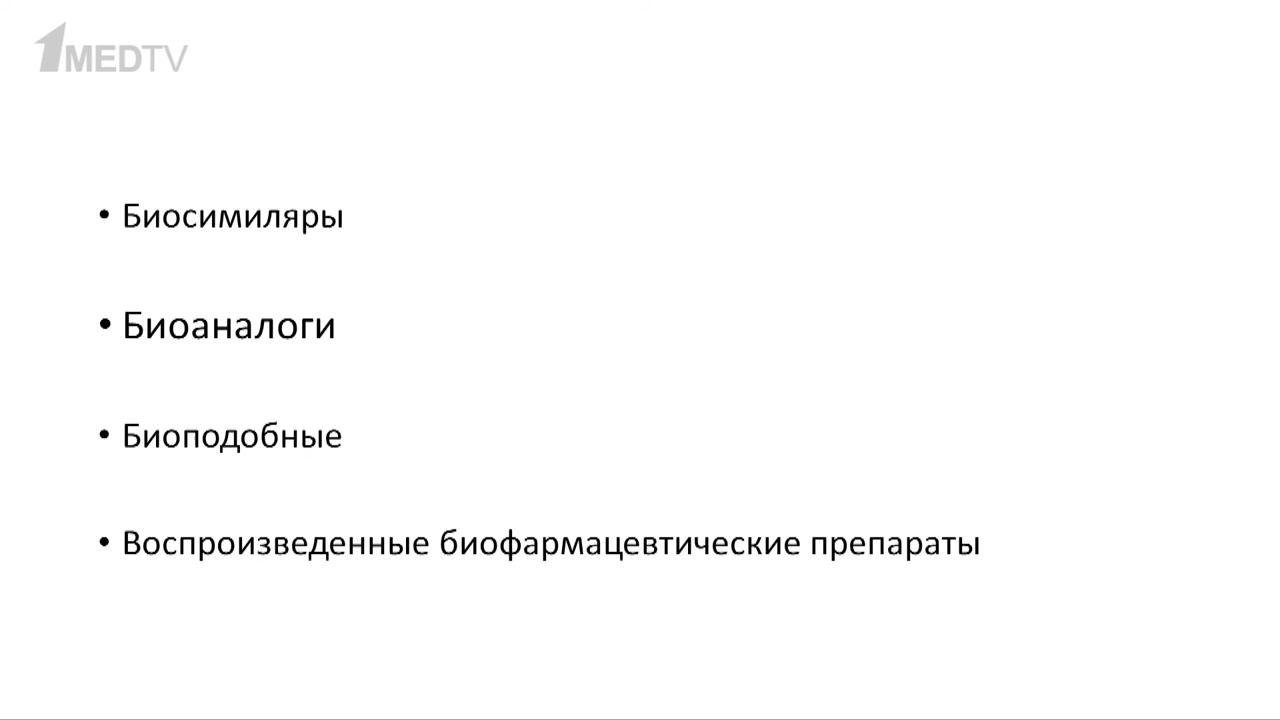 1MEDTV
• Биосимиляры
• Биоаналоги
• Биоподобные
• Воспроизведенные биофармацевтические препараты